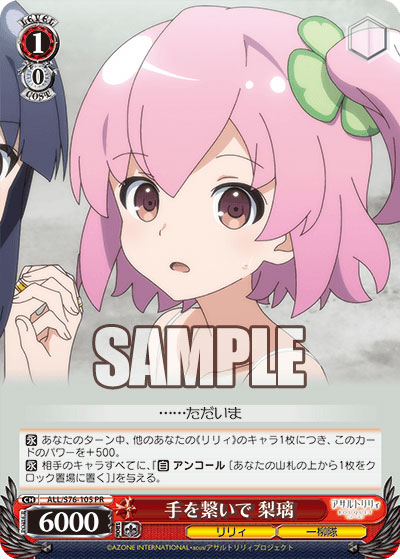 LEVEL
1
0
COST
SAMPLE
……ただいま
永 あなたのターン中、他のあなたの《リリィ》のキャラ1枚につき、このカードのパワーを+500。
永 相手のキャラすべてに、『自 アンコール [あなたの山札の上から1枚をクロック置場に置く]』を与える。
CH
ALL/S76-105 PR
6000
手を繋いで 梨璃
アサルトリリィ
リリィ
一柳隊
©AZONE INTERNATIONAL・acus/アサルトリリィプロジェクト